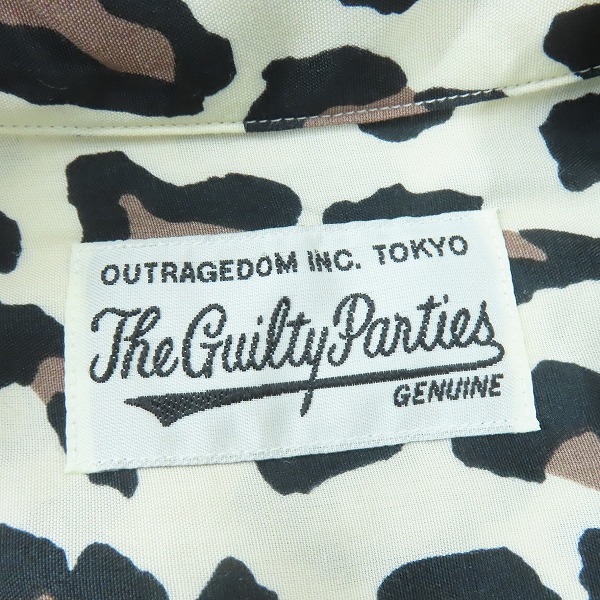 OUTRAGEDOM INC. TOKYO
The Guilty Parties
GENUINE